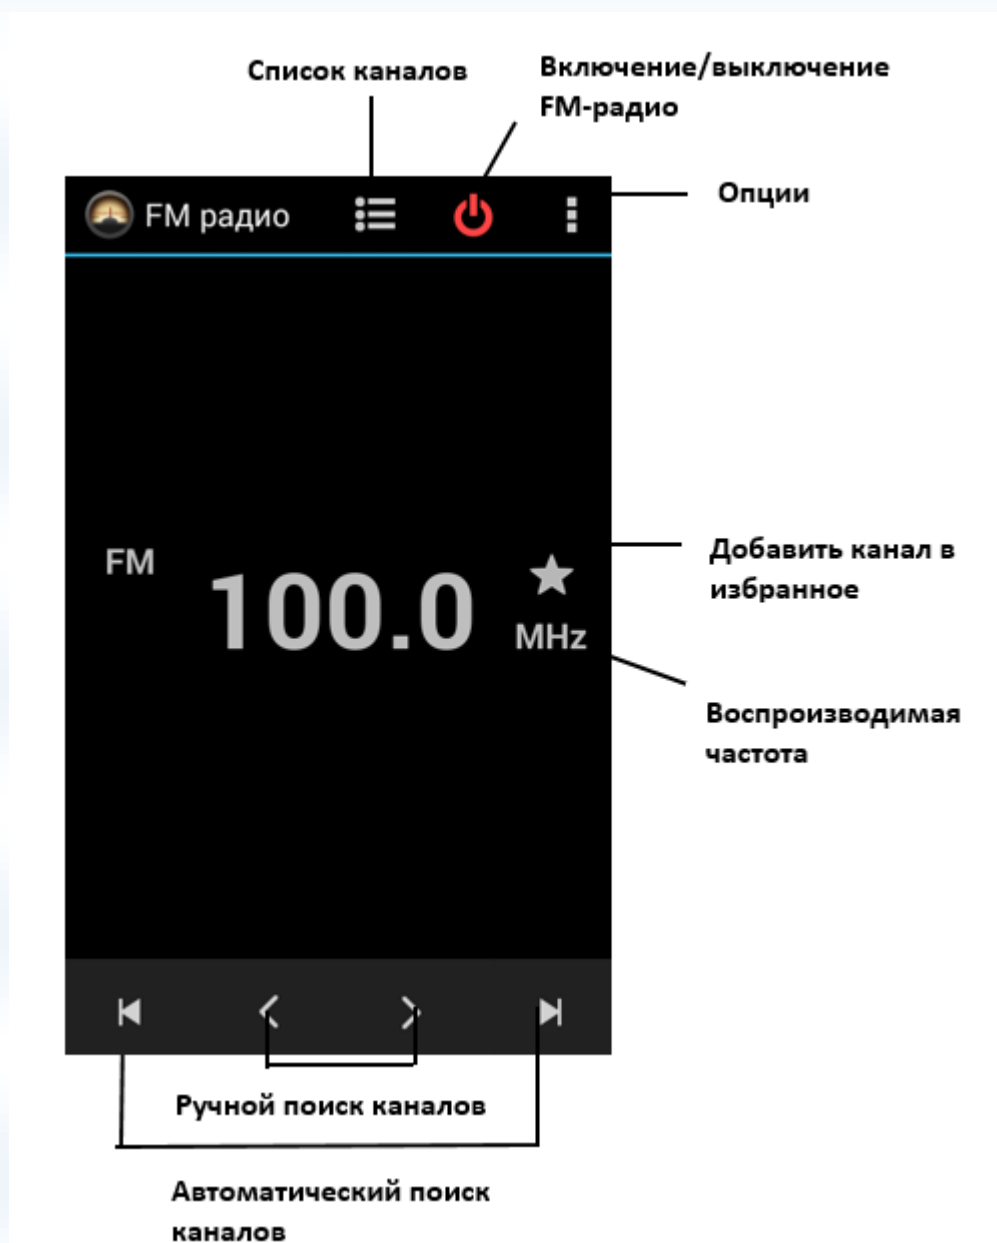 Список каналов
Включение/выключение
FM-радио
FM радио
Опции
FM
100.0
MHz
Добавить канал в
избранное
Воспроизводимая
частота
Ручной поиск каналов
Автоматический поиск
каналов